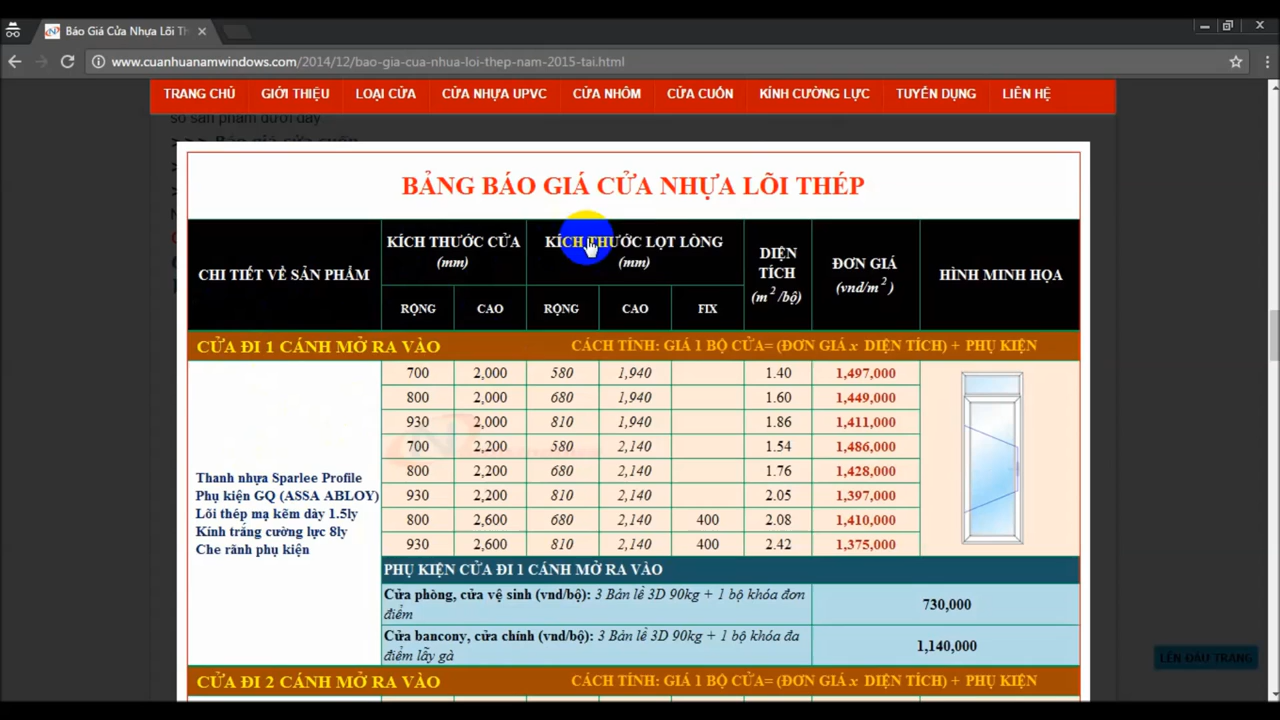 Báo Giá Cửa Nhựa Lõi Th
www.cuanhuanamwindows.com/2014/12/bao-gia-cua-nhua-loi-thep-nam-2015-tai.html
TRANG CHỦ GIỚI THIỆU LOẠI CỬA CỬA NHỰA UPVC CỬA NHÔM CỬA CUỐN KÍNH CƯỜNG LỰC TUYỂN DỤNG LIÊN HỆ
số sản phẩm dưới đây
>>> Báo giá cửa cuốn
BẢNG BÁO GIÁ CỬA NHỰA LÕI THÉP
CHI TIẾT VỀ SẢN PHẨM KÍCH THƯỚC CỬA (mm) KÍCH THƯỚC LỌT LÒNG (mm) DIỆN TÍCH (m2/bộ) ĐƠN GIÁ (vnd/m2) HÌNH MINH HỌA
RỘNG CAO RỘNG CAO FIX
CỬA ĐI 1 CÁNH MỞ RA VÀO CÁCH TÍNH: GIÁ 1 BỘ CỬA= (ĐƠN GIÁ x DIỆN TÍCH) + PHỤ KIỆN
700 2,000 580 1,940 1.40 1,497,000
800 2,000 680 1,940 1.60 1,449,000
930 2,000 810 1,940 1.86 1,411,000
700 2,200 580 2,140 1.54 1,486,000
800 2,200 680 2,140 1.76 1,428,000
930 2,200 810 2,140 2.05 1,397,000
800 2,600 680 2,140 400 2.08 1,410,000
930 2,600 810 2,140 400 2.42 1,375,000
Thanh nhựa Sparlee Profile
Phụ kiện GQ (ASSA ABLOY)
Lõi thép mạ kẽm dày 1.5ly
Kính trắng cường lực 8ly
Che rãnh phụ kiện
PHỤ KIỆN CỬA ĐI 1 CÁNH MỞ RA VÀO
Cửa phòng, cửa vệ sinh (vnd/bộ): 3 Bản lề 3D 90kg + 1 bộ khóa đơn
điểm
730,000
Cửa bancony, cửa chính (vnd/bộ): 3 Bản lề 3D 90kg + 1 bộ khóa đa
điểm lẫy gà
1,140,000
LÊN ĐẦU TRANG
CỬA ĐI 2 CÁNH MỞ RA VÀO CÁCH TÍNH: GIÁ 1 BỘ CỬA= (ĐƠN GIÁ x DIỆN TÍCH) + PHỤ KIỆN